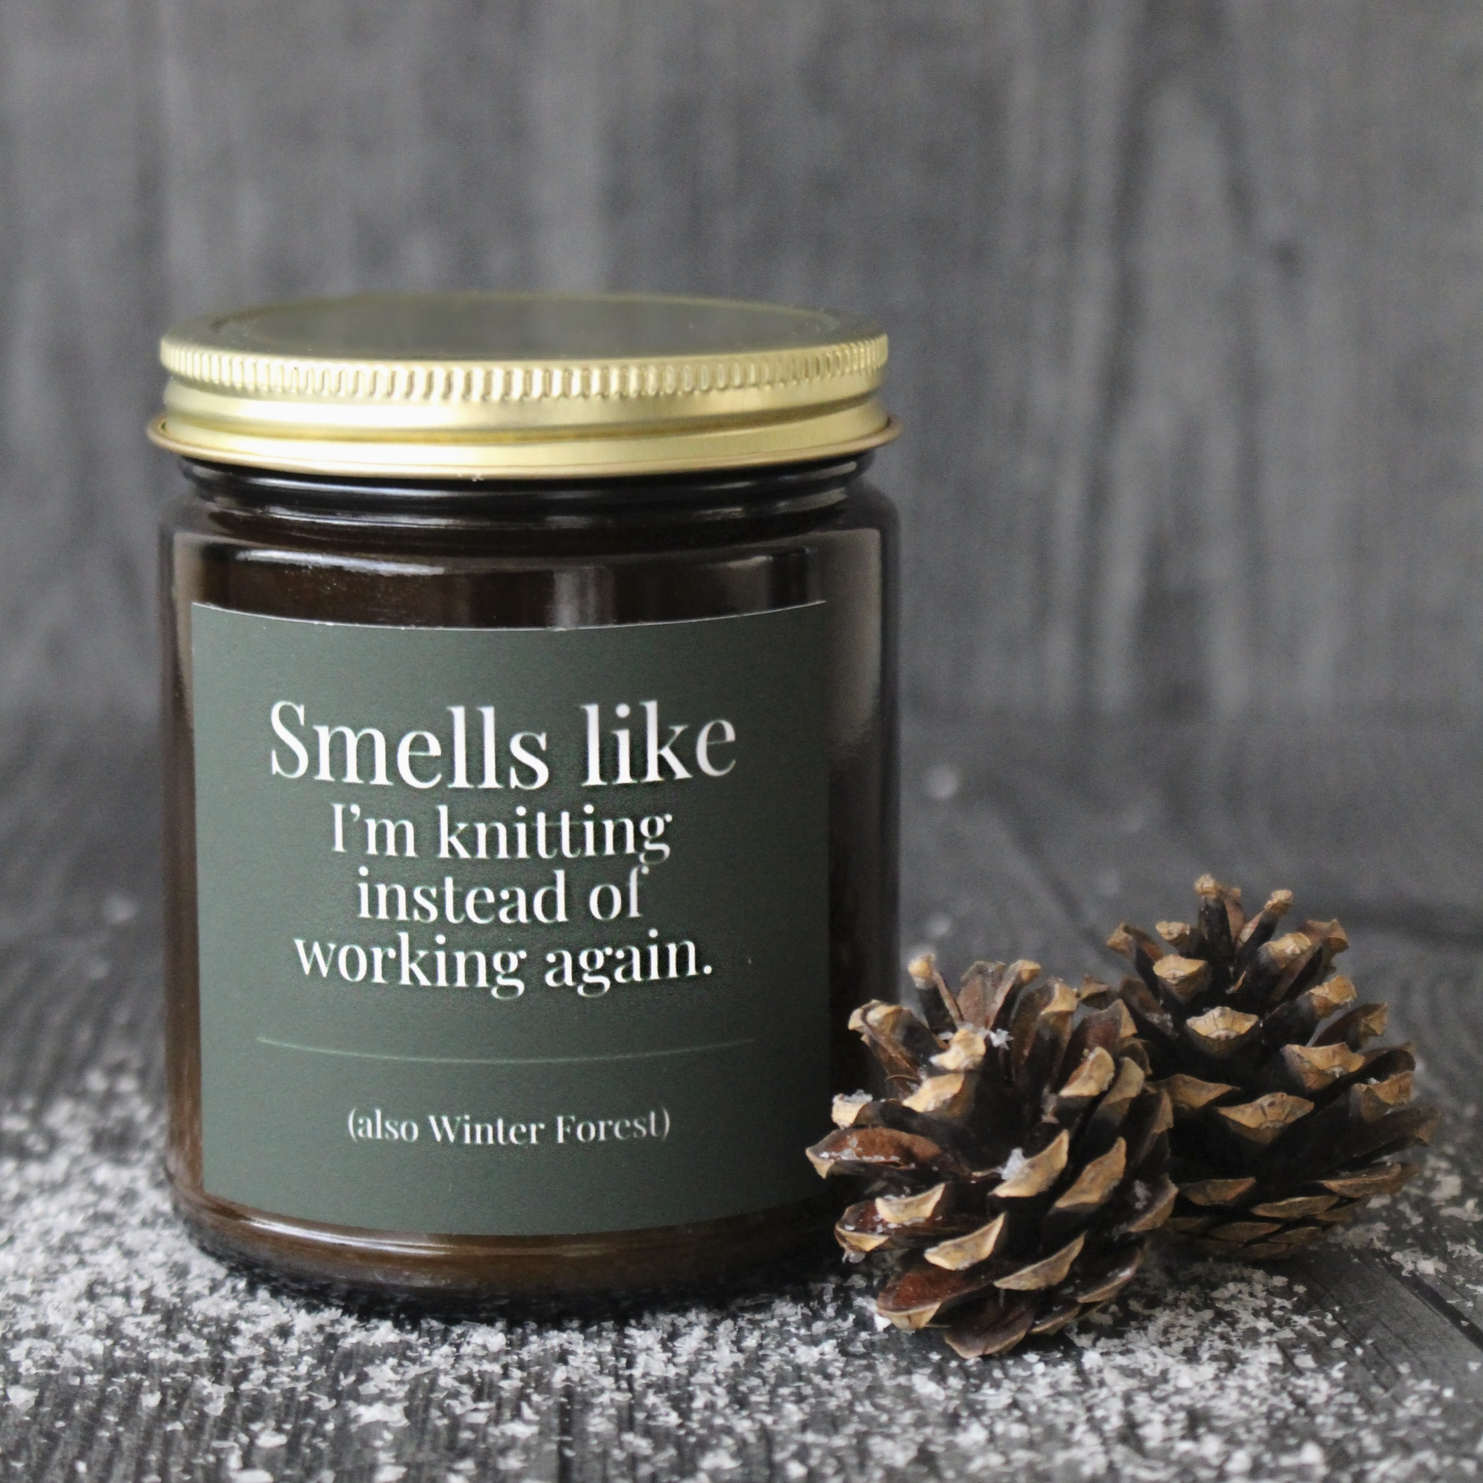 Smells like
I'm knitting
instead of
working again.
(also Winter Forest)